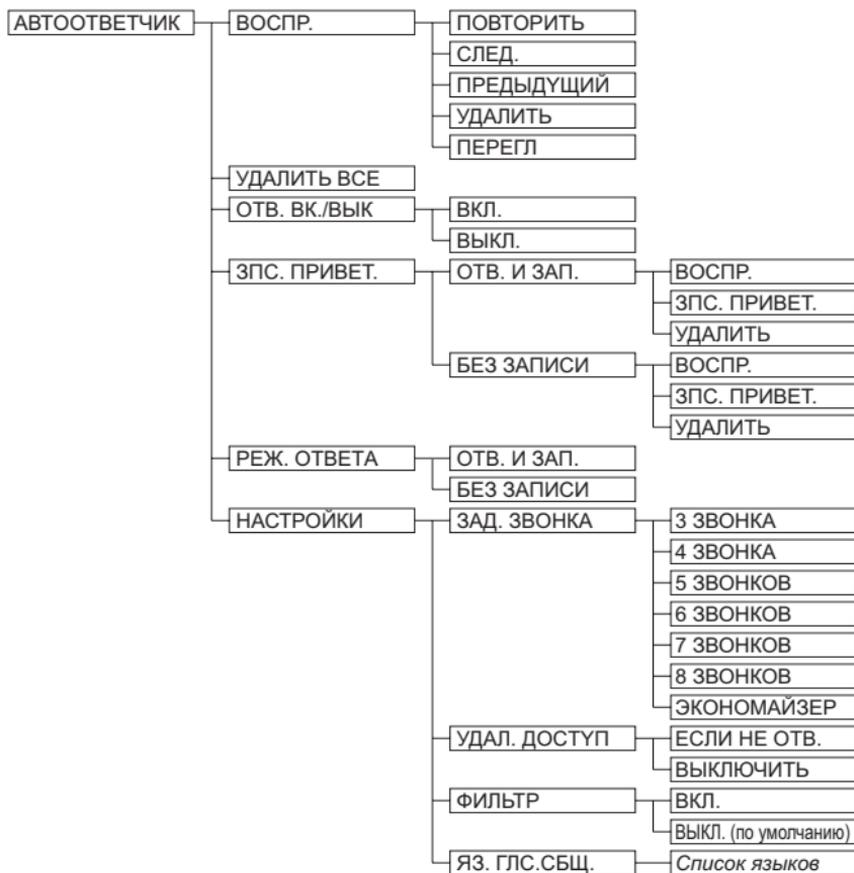 АВТООТВЕТЧИК ВОСПР. ПОВТОРИТЬ
СЛЕД.
ПРЕДЫДУЩИЙ
УДАЛИТЬ
ПЕРЕГЛ
УДАЛИТЬ ВСЕ
ОТВ. ВК./ВЫК ВКЛ.
ВЫКЛ.
ЗПС. ПРИВЕТ. ОТВ. И ЗАП. ВОСПР.
ЗПС. ПРИВЕТ.
УДАЛИТЬ
БЕЗ ЗАПИСИ ВОСПР.
ЗПС. ПРИВЕТ.
УДАЛИТЬ
РЕЖ. ОТВЕТА ОТВ. И ЗАП.
БЕЗ ЗАПИСИ
НАСТРОЙКИ ЗАД. ЗВОНКА 3 ЗВОНКА
4 ЗВОНКА
5 ЗВОНКОВ
6 ЗВОНКОВ
7 ЗВОНКОВ
8 ЗВОНКОВ
ЭКОНОМАЙЗЕР
УДАЛ. ДОСТУП ЕСЛИ НЕ ОТВ.
ВЫКЛЮЧИТЬ
ФИЛЬТР ВКЛ.
ВЫКЛ. (по умолчанию)
ЯЗ. ГЛС.СБЩ. Список языков